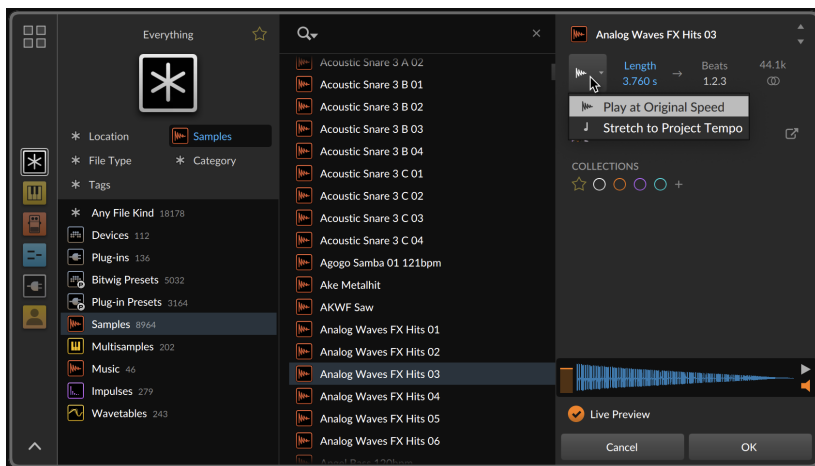 Everything
Location
Samples
File Type
Category
Tags
Any File Kind 18178
Devices 112
Plug-ins 136
Bitwig Presets 5032
Plug-in Presets 3164
Samples 8964
Multisamples 202
Music 46
Impulses 279
Wavetables 243
Acoustic Snare 3 A 02
Acoustic Snare 3 B 01
Acoustic Snare 3 B 02
Acoustic Snare 3 B 03
Acoustic Snare 3 B 04
Acoustic Snare 3 C 01
Acoustic Snare 3 C 02
Acoustic Snare 3 C 03
Acoustic Snare 3 C 04
Agogo Samba 01 121bpm
Ake Metalhit
AKWF Saw
Analog Waves FX Hits 01
Analog Waves FX Hits 02
Analog Waves FX Hits 03
Analog Waves FX Hits 04
Analog Waves FX Hits 05
Analog Waves FX Hits 06
Analog Waves FX Hits 03
Length → Beats 44.1k
3.760 s 1.2.3
Play at Original Speed
Stretch to Project Tempo
COLLECTIONS
Live Preview
Cancel
OK